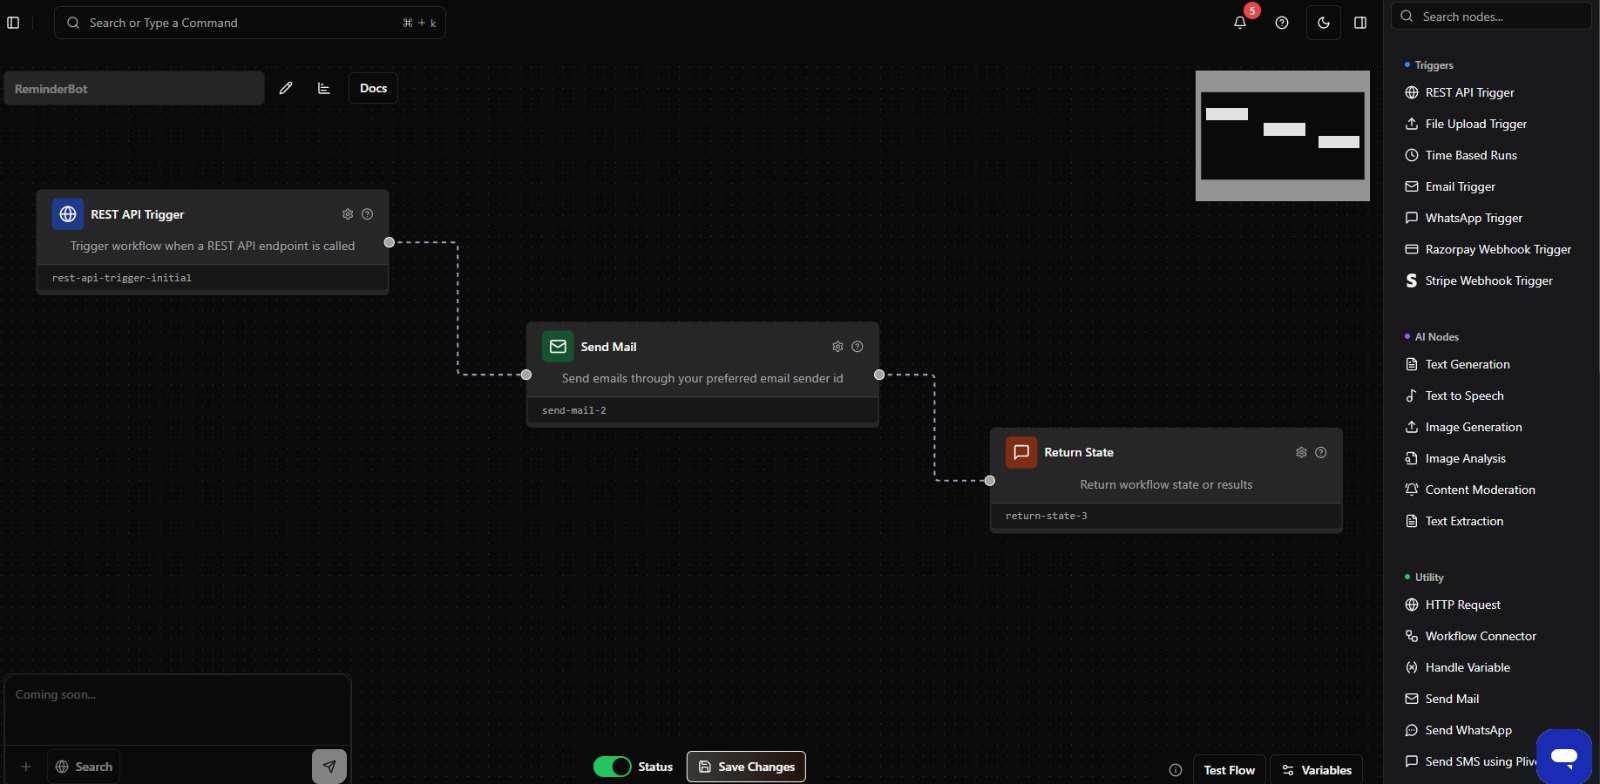 Search or Type a Command
⌘ + k
5
Search nodes...
ReminderBot
Docs
REST API Trigger
Trigger workflow when a REST API endpoint is called
rest-api-trigger-initial
Send Mail
Send emails through your preferred email sender id
send-mail-2
Return State
Return workflow state or results
return-state-3
Coming soon...
+
Search
Status
Save Changes
Test Flow
Variables
Triggers
REST API Trigger
File Upload Trigger
Time Based Runs
Email Trigger
WhatsApp Trigger
Razorpay Webhook Trigger
Stripe Webhook Trigger
AI Nodes
Text Generation
Text to Speech
Image Generation
Image Analysis
Content Moderation
Text Extraction
Utility
HTTP Request
Workflow Connector
Handle Variable
Send Mail
Send WhatsApp
Send SMS using Pliv